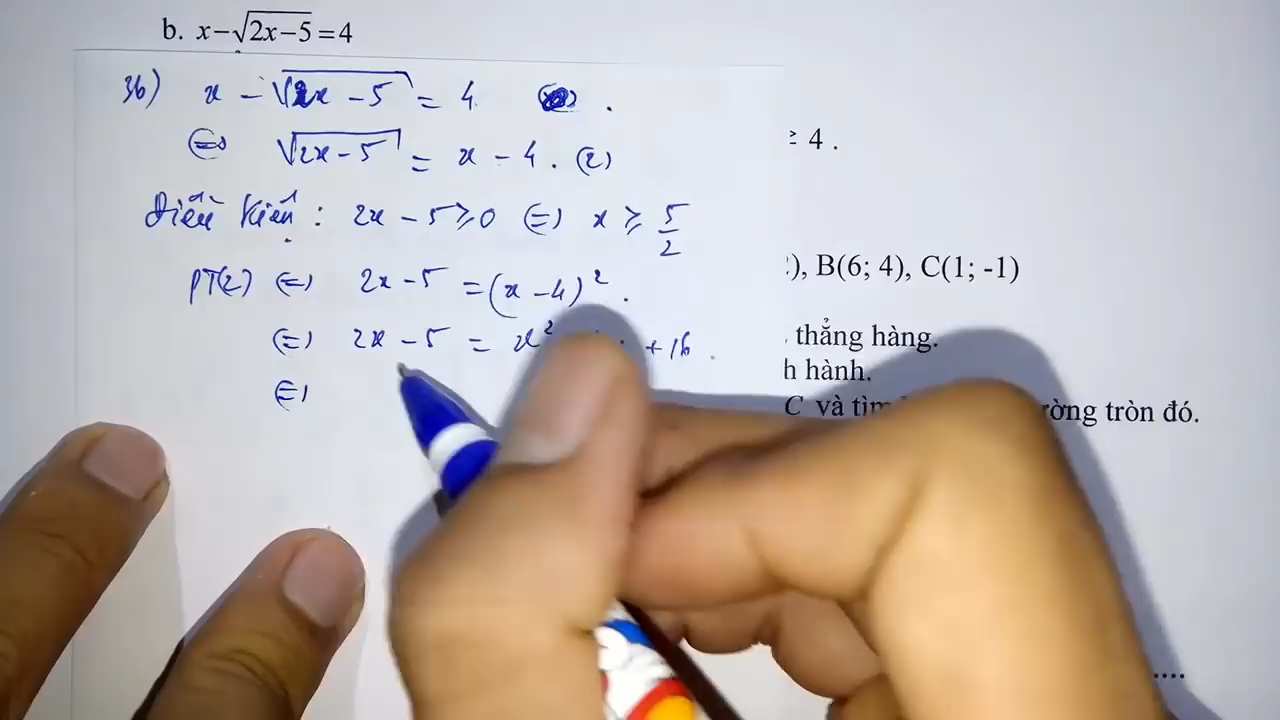 b. x−√2x−5 = 4
3b) x − √2x − 5 = 4 .
⇔ √2x − 5 = x − 4 . (2)
≥ 4 .
Điều kiện : 2x − 5 ≥ 0 ⇔ x ≥ 5/2
), B(6; 4), C(1; -1)
PT(2) ⇔ 2x − 5 = (x − 4)² .
thẳng hàng.
⇔ 2x − 5 = x² + 16 .
h hành.
⇔
C và tìm ường tròn đó.
....